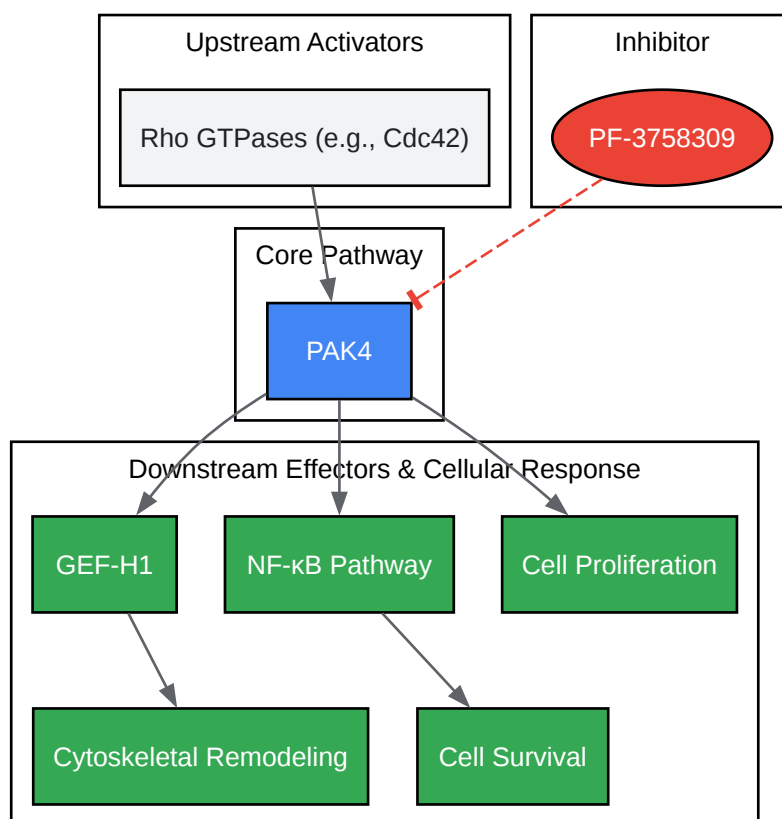 Upstream Activators
Inhibitor
Rho GTPases (e.g., Cdc42)
PF-3758309
Core Pathway
PAK4
Downstream Effectors & Cellular Response
GEF-H1
NF-κB Pathway
Cell Proliferation
Cytoskeletal Remodeling
Cell Survival